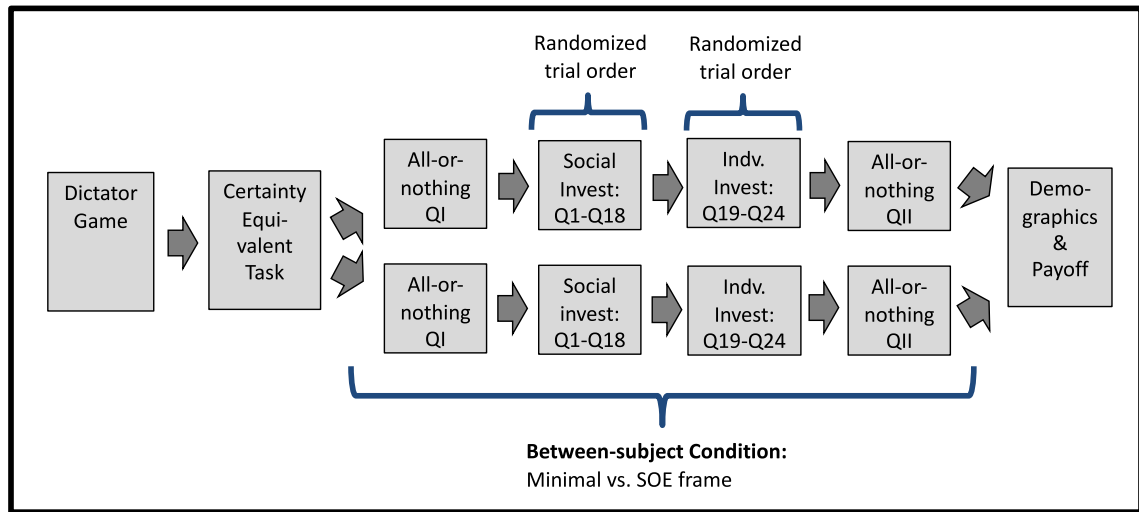 Randomized
trial order
Randomized
trial order
Dictator
Game
Certainty
Equi-
valent
Task
All-or-
nothing
QI
Social
Invest:
Q1-Q18
Indv.
Invest:
Q19-Q24
All-or-
nothing
QII
All-or-
nothing
QI
Social
invest:
Q1-Q18
Indv.
Invest:
Q19-Q24
All-or-
nothing
QII
Demo-
graphics
&
Payoff
Between-subject Condition:
Minimal vs. SOE frame